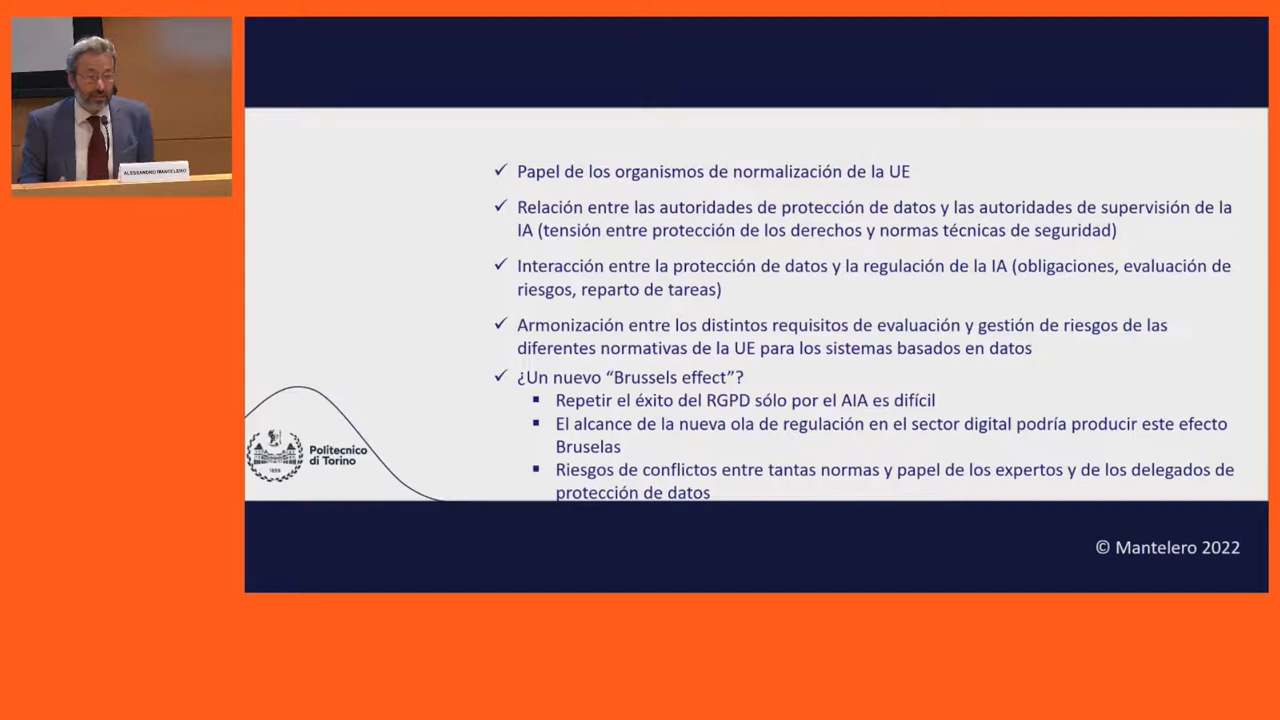 ALESSANDRO MANTELERO
✓ Papel de los organismos de normalización de la UE
✓ Relación entre las autoridades de protección de datos y las autoridades de supervisión de la
IA (tensión entre protección de los derechos y normas técnicas de seguridad)
✓ Interacción entre la protección de datos y la regulación de la IA (obligaciones, evaluación de
riesgos, reparto de tareas)
✓ Armonización entre los distintos requisitos de evaluación y gestión de riesgos de las
diferentes normativas de la UE para los sistemas basados en datos
✓ ¿Un nuevo “Brussels effect”?
▪ Repetir el éxito del RGPD sólo por el AIA es difícil
▪ El alcance de la nueva ola de regulación en el sector digital podría producir este efecto
Bruselas
▪ Riesgos de conflictos entre tantas normas y papel de los expertos y de los delegados de
protección de datos
1859
Politecnico
di Torino
© Mantelero 2022